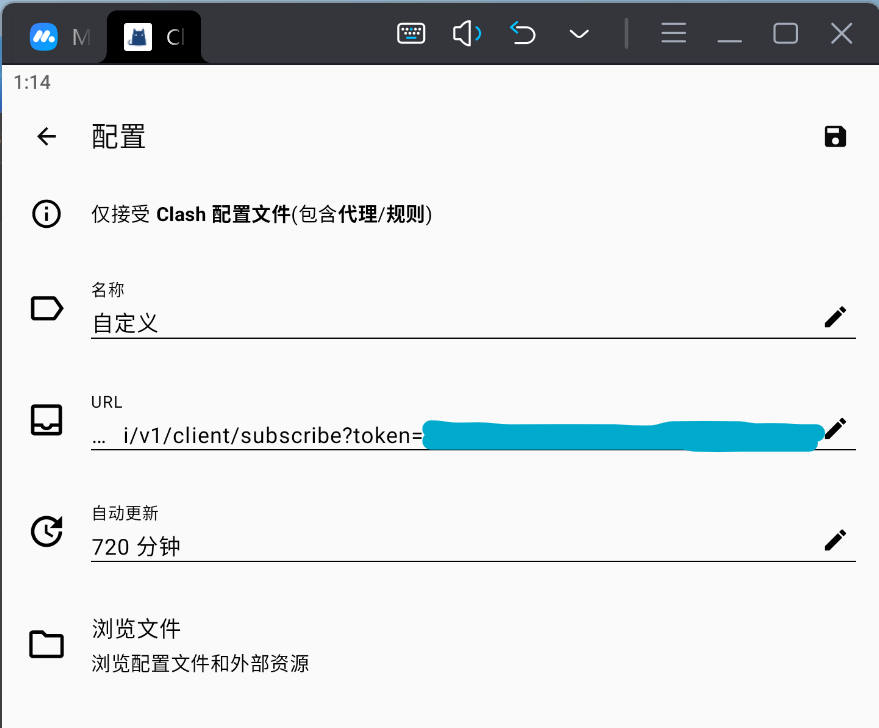 M
Cl
1:14
配置
仅接受 Clash 配置文件(包含代理/规则)
名称
自定义
URL
... i/v1/client/subscribe?token=
自动更新
720 分钟
浏览文件
浏览配置文件和外部资源